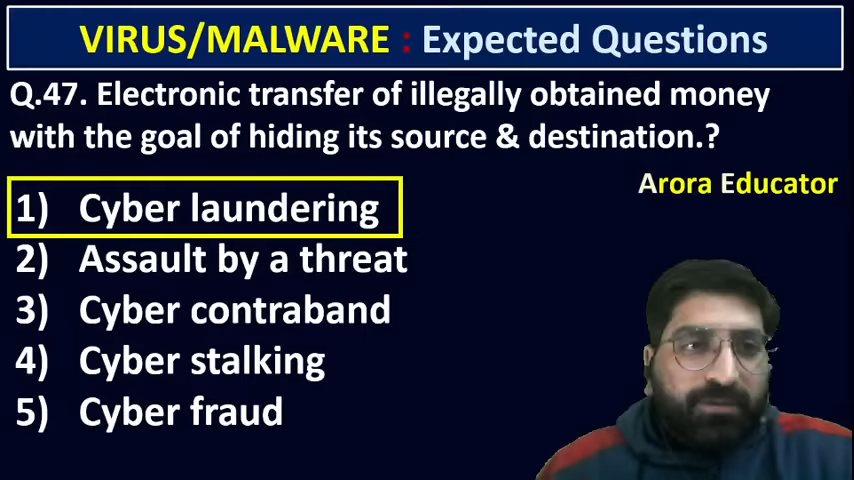 VIRUS/MALWARE : Expected Questions
Q.47. Electronic transfer of illegally obtained money
with the goal of hiding its source & destination.?
Arora Educator
1) Cyber laundering
2) Assault by a threat
3) Cyber contraband
4) Cyber stalking
5) Cyber fraud